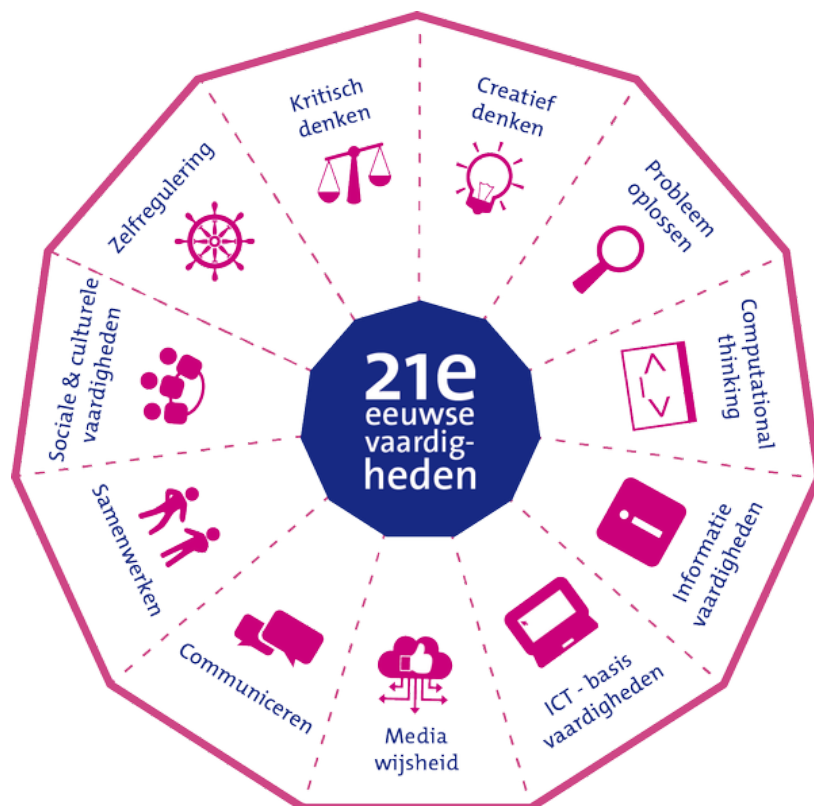 21e
eeuwse
vaardig-
heden
Kritisch
denken
Creatief
denken
Probleem
oplossen
Computational
thinking
Informatie
vaardigheden
ICT - basis
vaardigheden
Media
wijsheid
Communiceren
Samenwerken
Sociale & culturele
vaardigheden
Zelfregulering